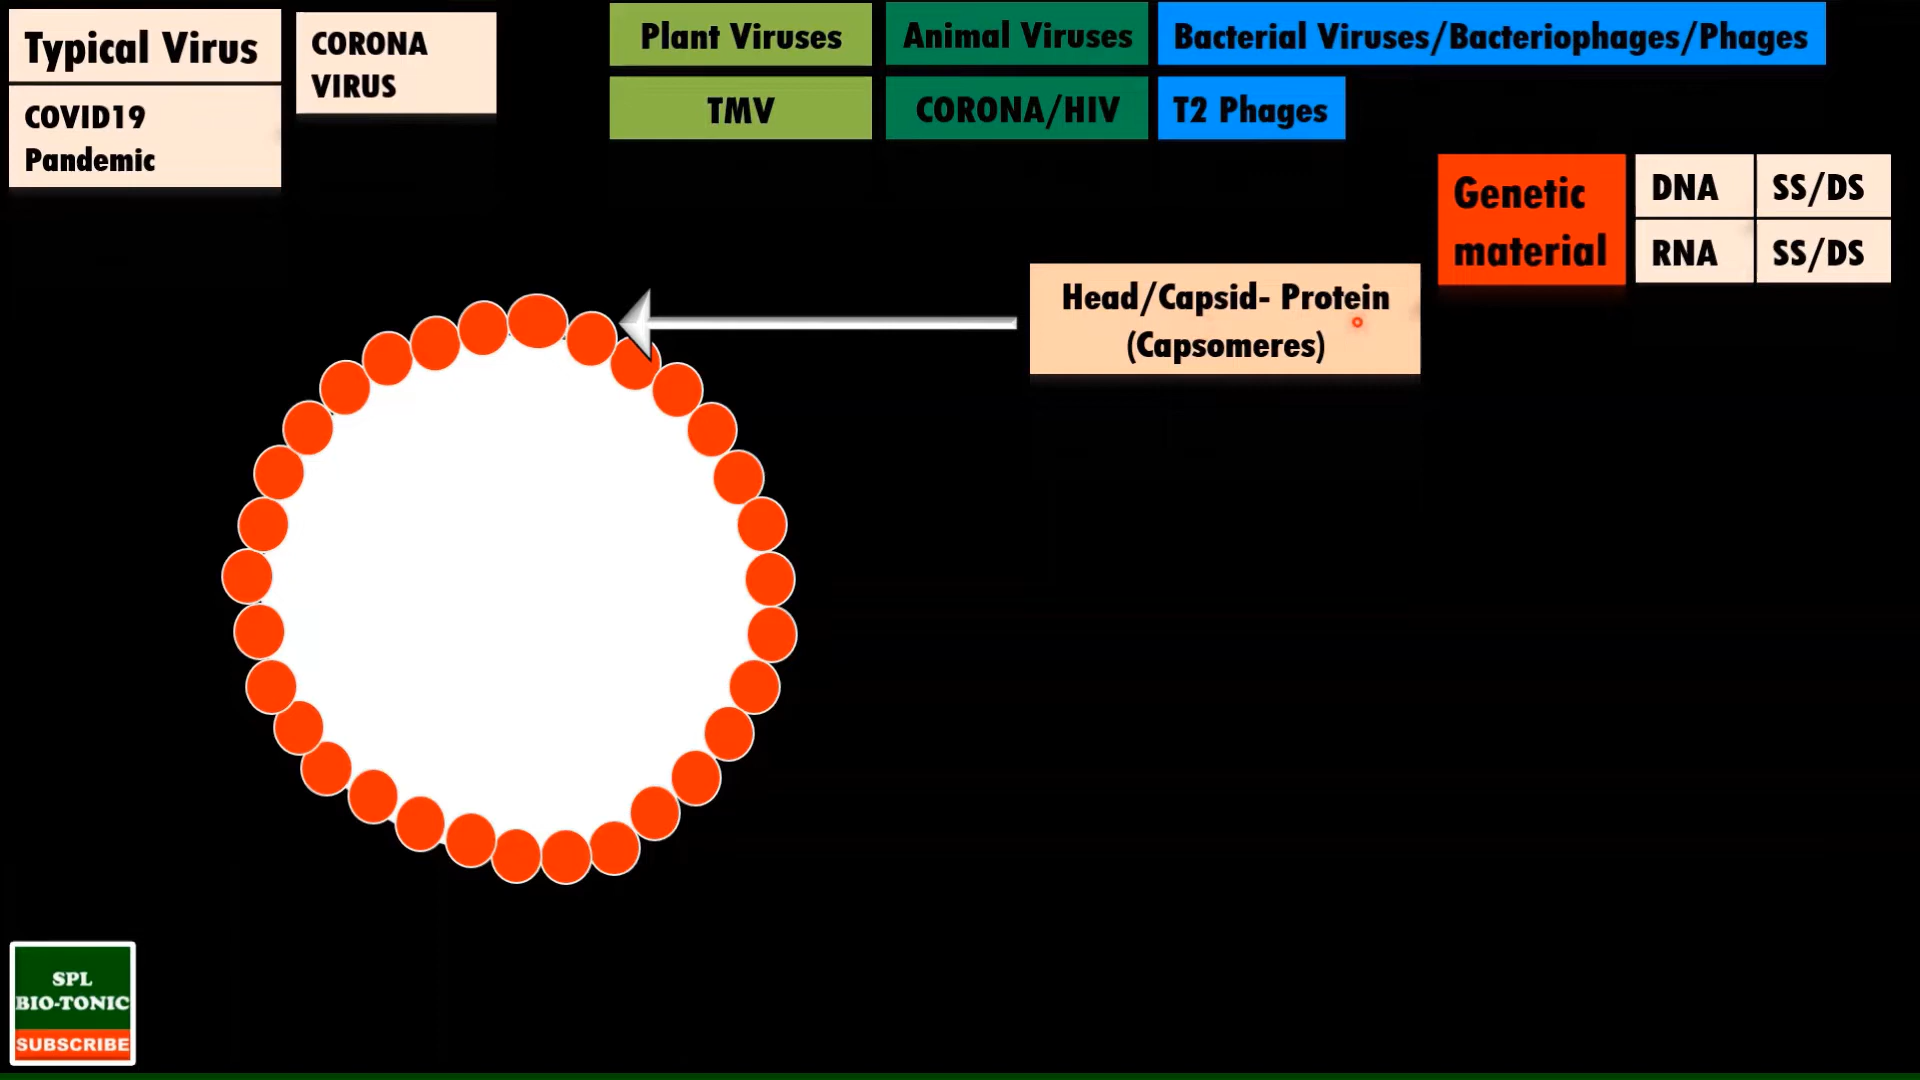 Typical Virus
COVID19
Pandemic
CORONA
VIRUS
Plant Viruses
Animal Viruses
Bacterial Viruses/Bacteriophages/Phages
TMV
CORONA/HIV
T2 Phages
Genetic
material
DNA
SS/DS
RNA
SS/DS
Head/Capsid- Protein
(Capsomeres)
SPL
BIO-TONIC
SUBSCRIBE